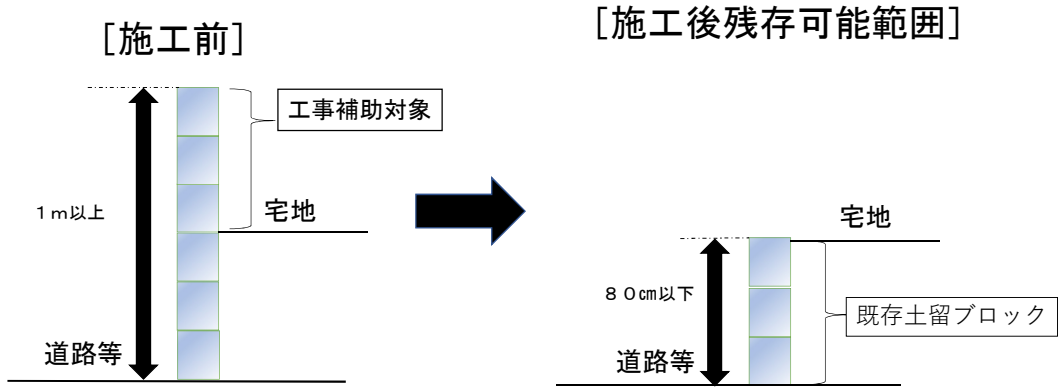 ［施工前］
［施工後残存可能範囲］
工事補助対象
１ｍ以上
宅地
道路等
宅地
８０㎝以下
既存土留ブロック
道路等